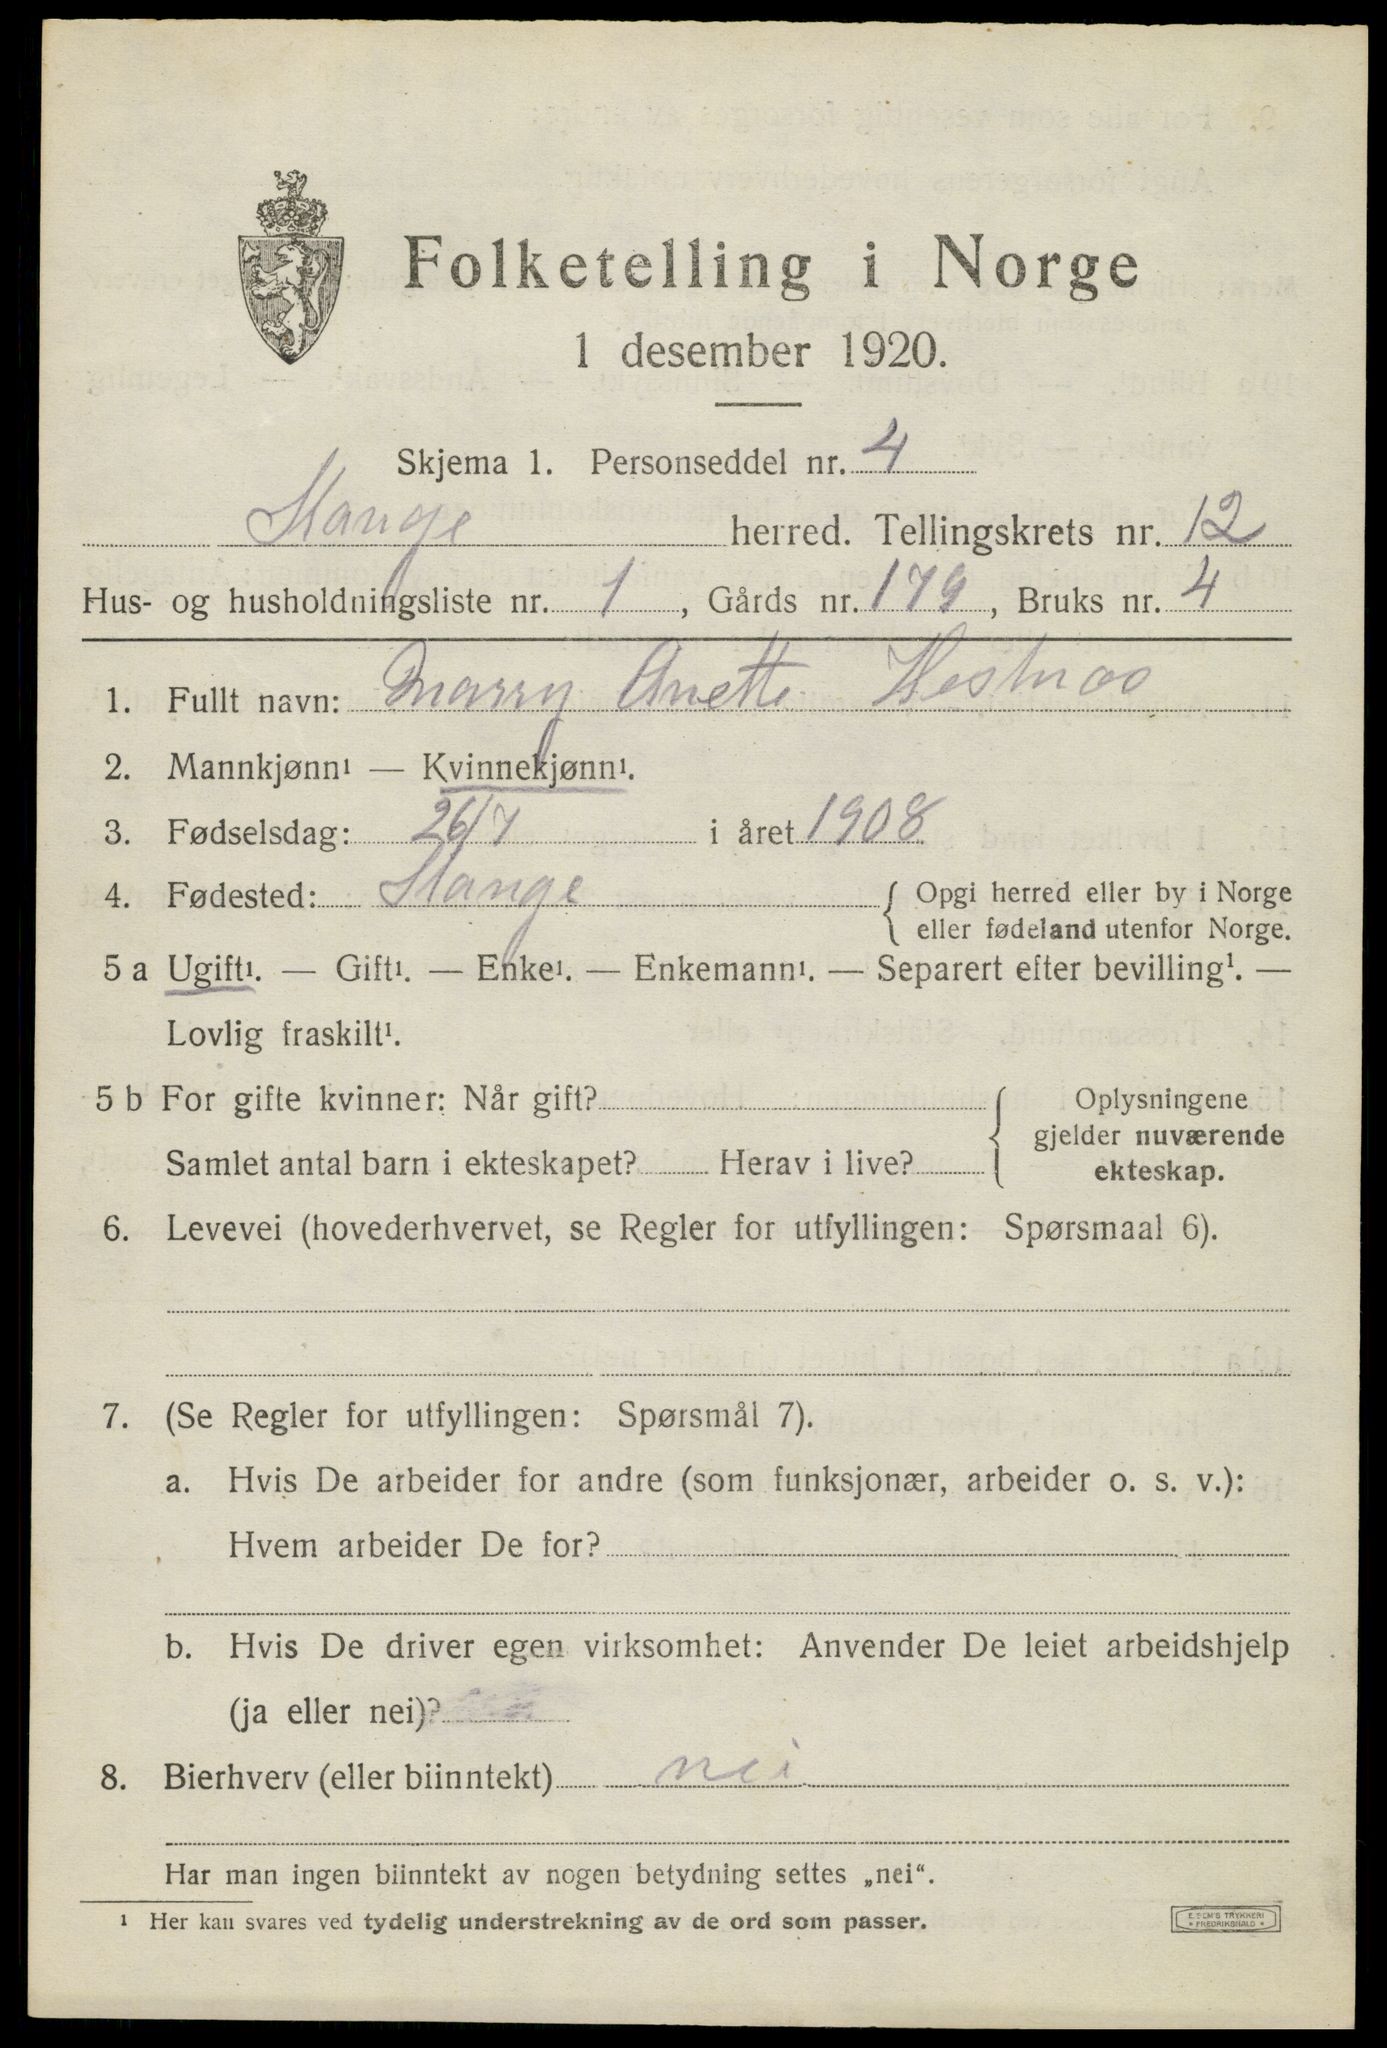 Folketelling i Norge
1 desember 1920.
Skjema 1. Personseddel nr. 4
Stange herred. Tellingskrets nr. 12
Hus- og husholdningsliste nr. 1, Gårds nr. 179, Bruks nr. 4
1. Fullt navn: Marry Anette Hestnæs
2. Mannkjønn¹ — Kvinnekjønn¹.
3. Fødselsdag: 26/7 i året 1908
4. Fødested: Stange { Opgi herred eller by i Norge
eller fødeland utenfor Norge.
5 a Ugift¹. — Gift¹. — Enke¹. — Enkemann¹. — Separert efter bevilling¹. —
Lovlig fraskilt¹.
5 b For gifte kvinner: Når gift? { Oplysningene
gjelder nuværende
Samlet antal barn i ekteskapet? Herav i live? ekteskap.
6. Levevei (hovederhvervet, se Regler for utfyllingen: Spørsmaal 6).
7. (Se Regler for utfyllingen: Spørsmål 7).
a. Hvis De arbeider for andre (som funksjonær, arbeider o. s. v.):
Hvem arbeider De for?
b. Hvis De driver egen virksomhet: Anvender De leiet arbeidshjelp
(ja eller nei)?
8. Bierhverv (eller biinntekt) nei
Har man ingen biinntekt av nogen betydning settes „nei“.
¹ Her kan svares ved tydelig understrekning av de ord som passer.
E. SEM'S TRYKKERI
* FREDRIKSHALD *